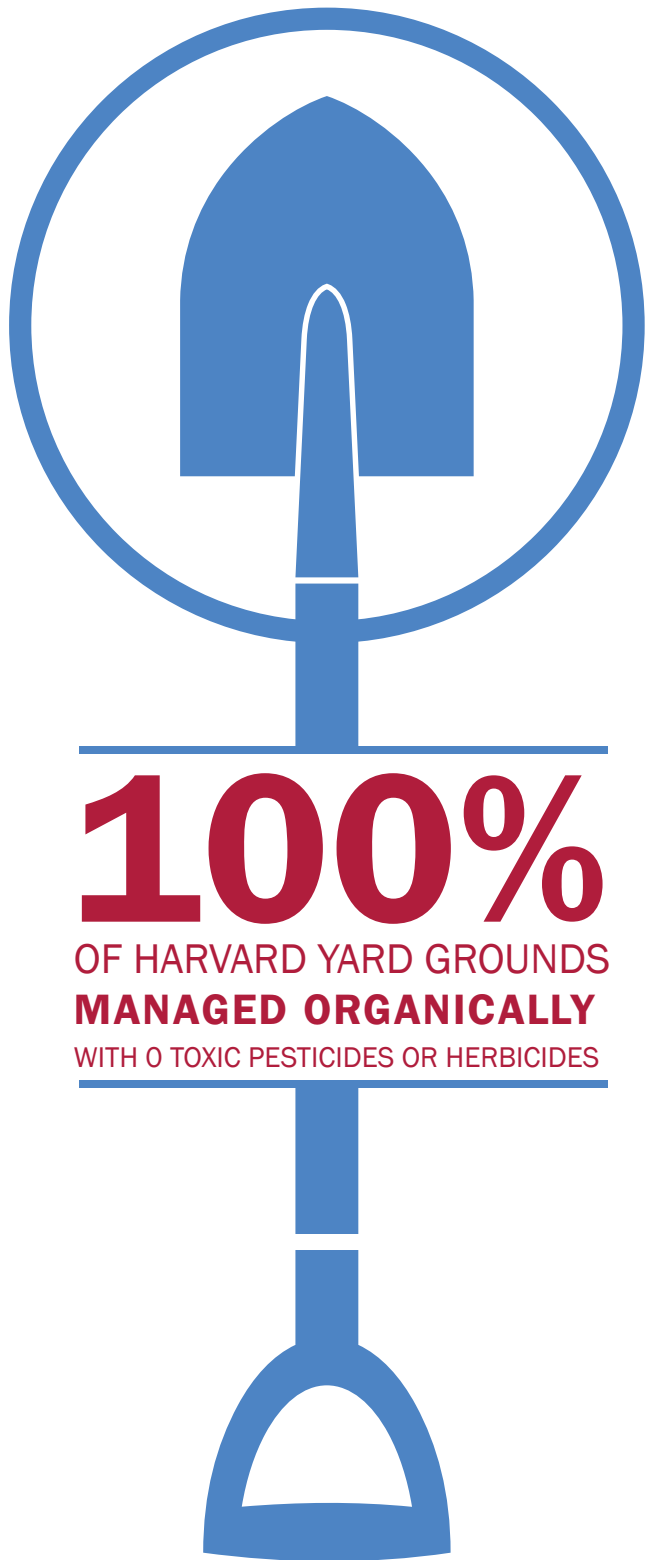 100%
OF HARVARD YARD GROUNDS
MANAGED ORGANICALLY
WITH 0 TOXIC PESTICIDES OR HERBICIDES